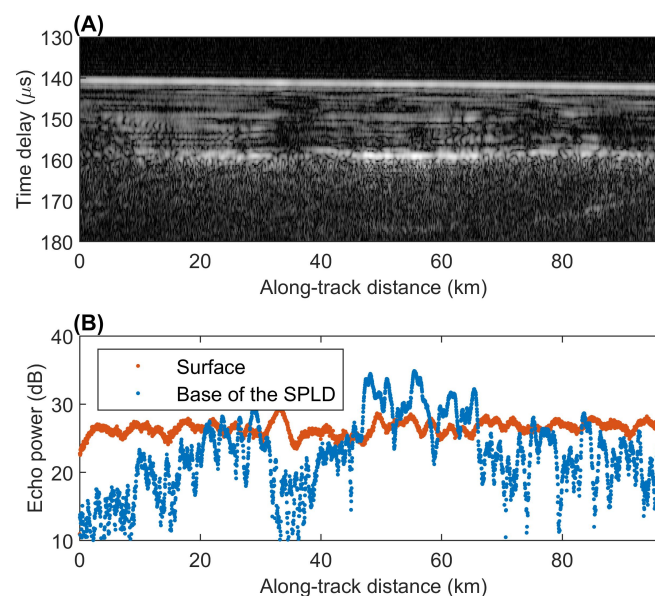 (A)
130
140
150
160
170
180
Time delay (μs)
0
20
40
60
80
Along-track distance (km)
(B)
40
30
20
10
Echo power (dB)
Surface
Base of the SPLD
0
20
40
60
80
Along-track distance (km)